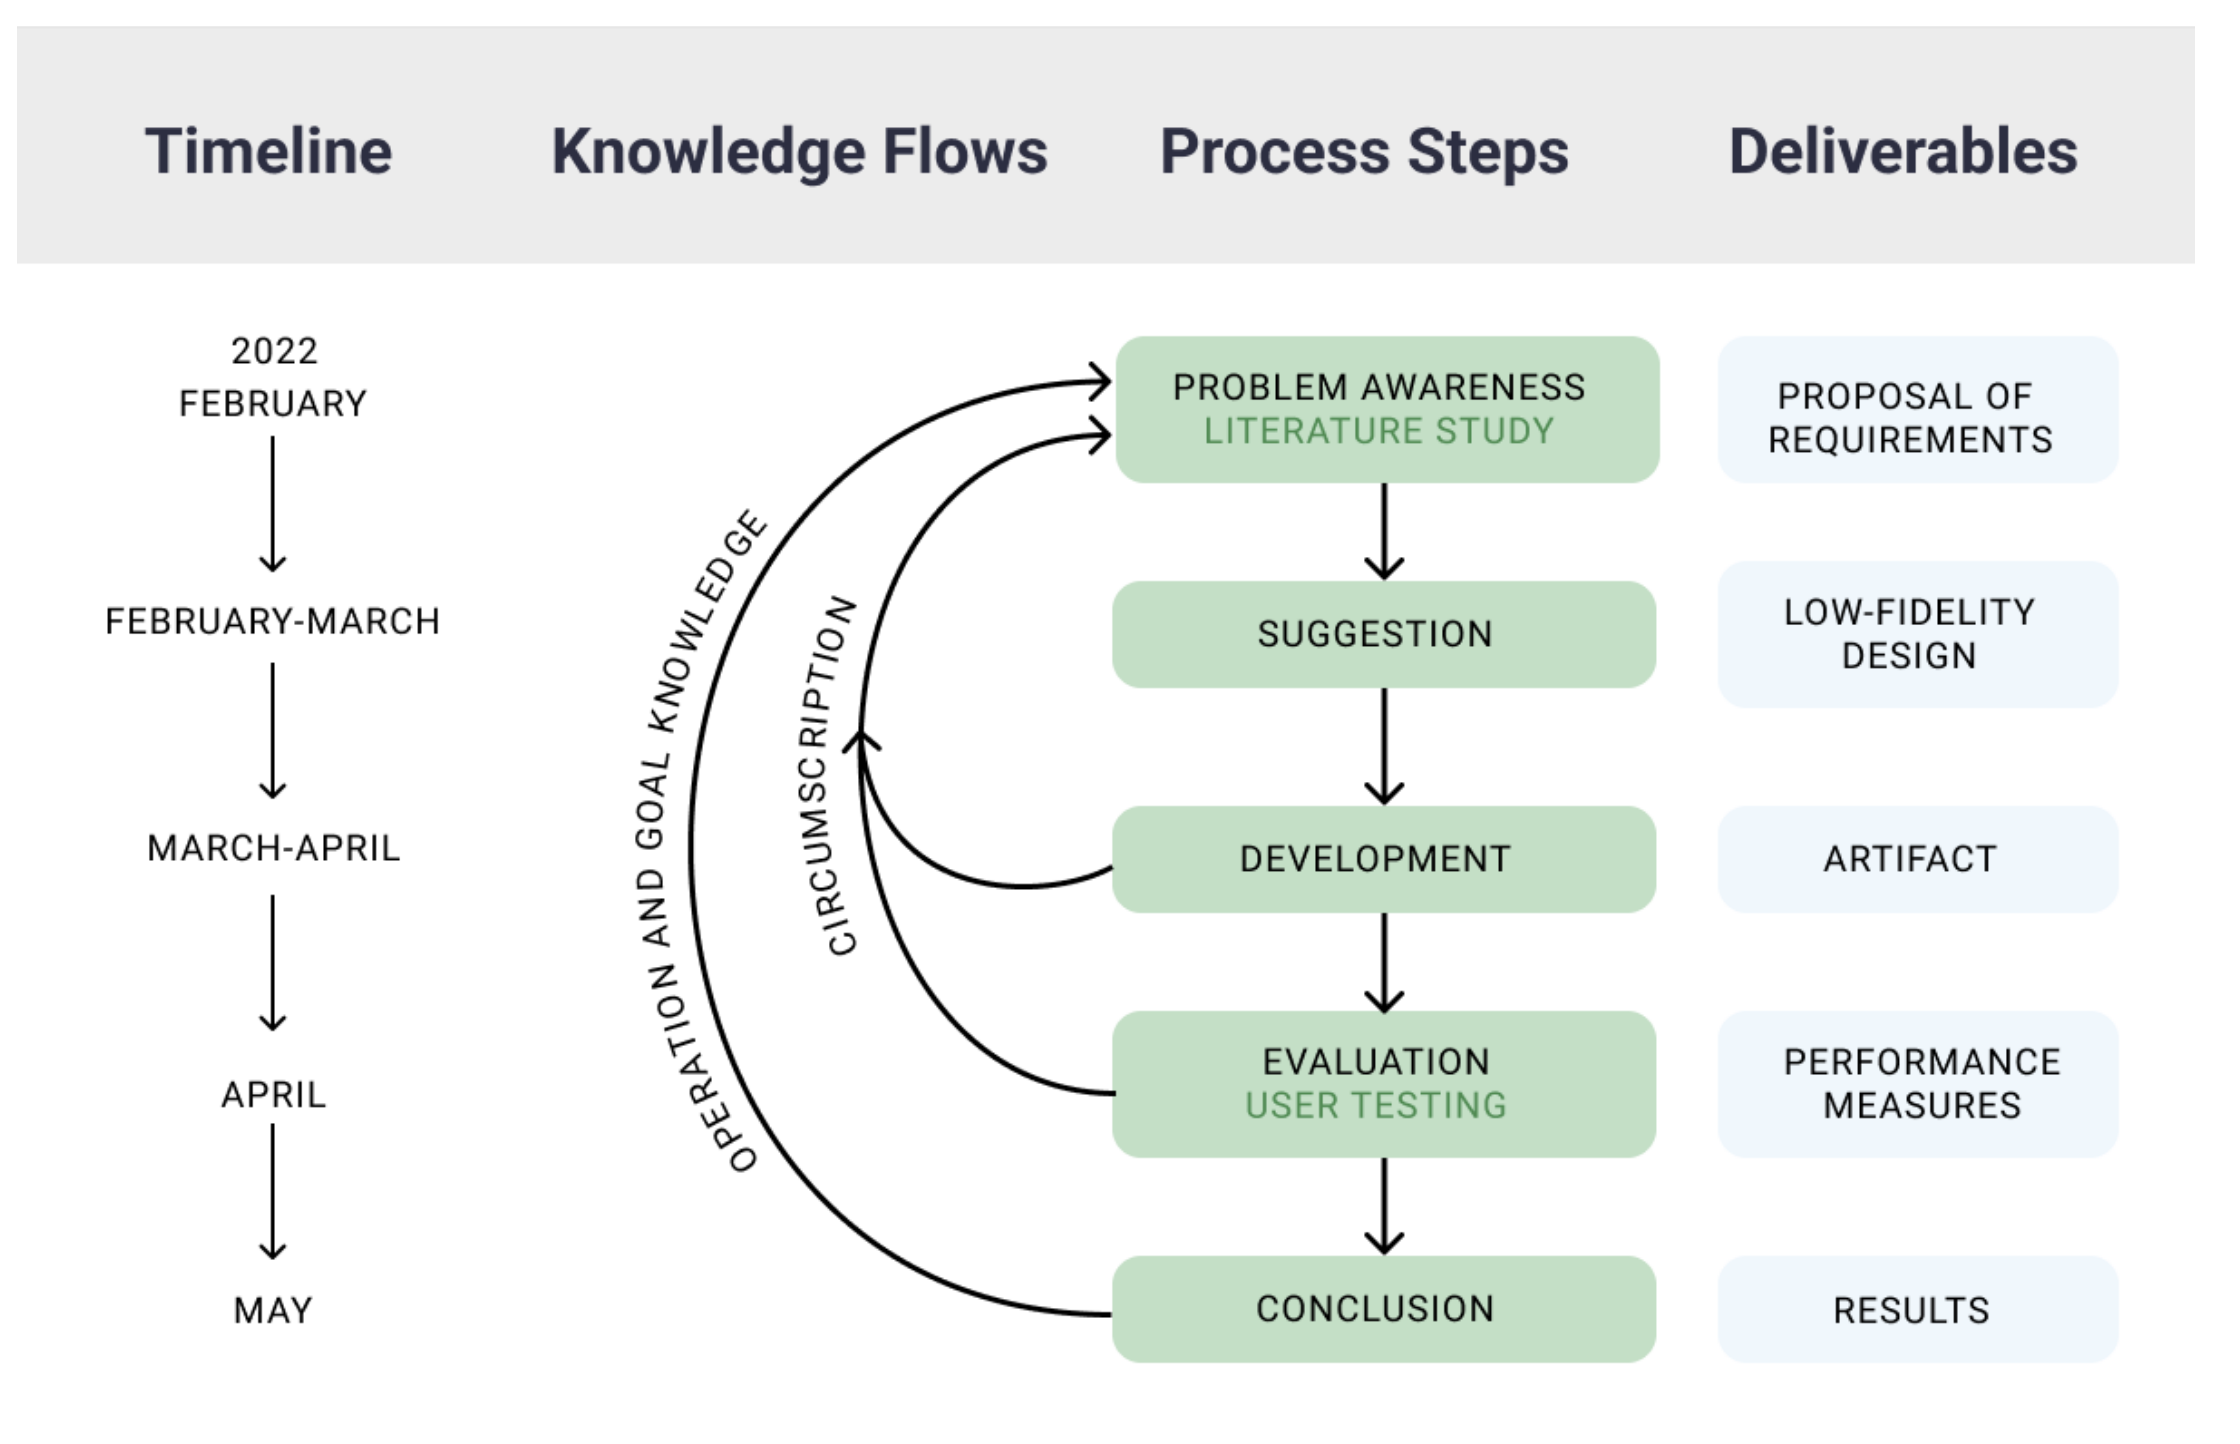 Timeline
Knowledge Flows
Process Steps
Deliverables
2022
FEBRUARY
FEBRUARY-MARCH
MARCH-APRIL
APRIL
MAY
OPERATION AND GOAL KNOWLEDGE
CIRCUMSCRIPTION
PROBLEM AWARENESS
LITERATURE STUDY
SUGGESTION
DEVELOPMENT
EVALUATION
USER TESTING
CONCLUSION
PROPOSAL OF
REQUIREMENTS
LOW-FIDELITY
DESIGN
ARTIFACT
PERFORMANCE
MEASURES
RESULTS